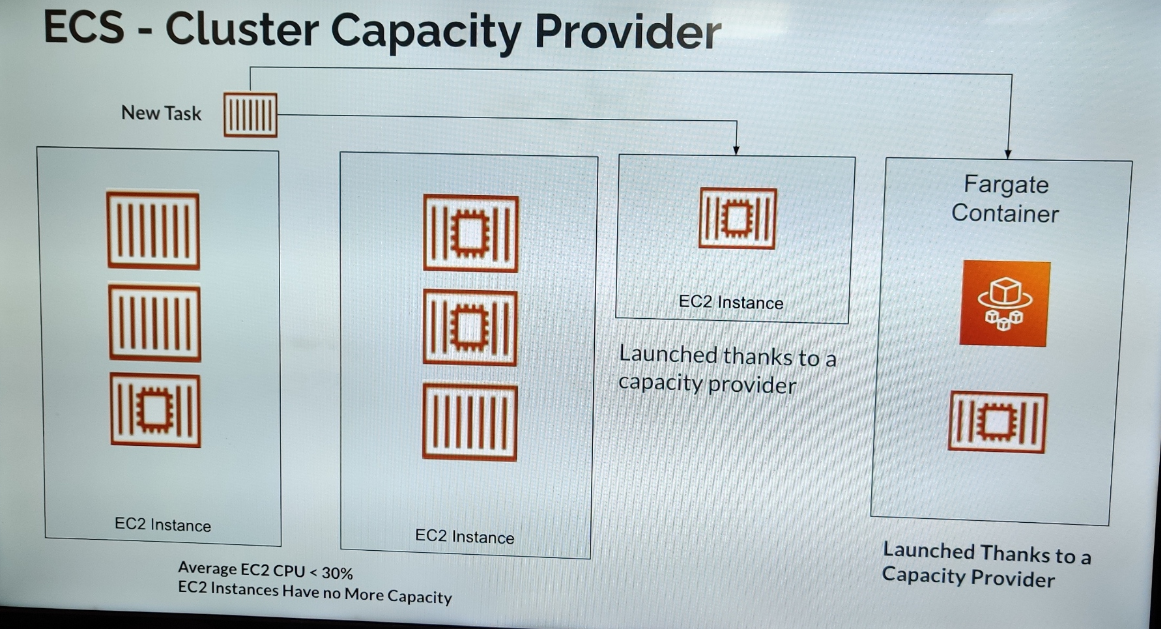 ECS - Cluster Capacity Provider
New Task
EC2 Instance
EC2 Instance
Average EC2 CPU < 30%
EC2 Instances Have no More Capacity
EC2 Instance
Launched thanks to a
capacity provider
Fargate
Container
Launched Thanks to a
Capacity Provider